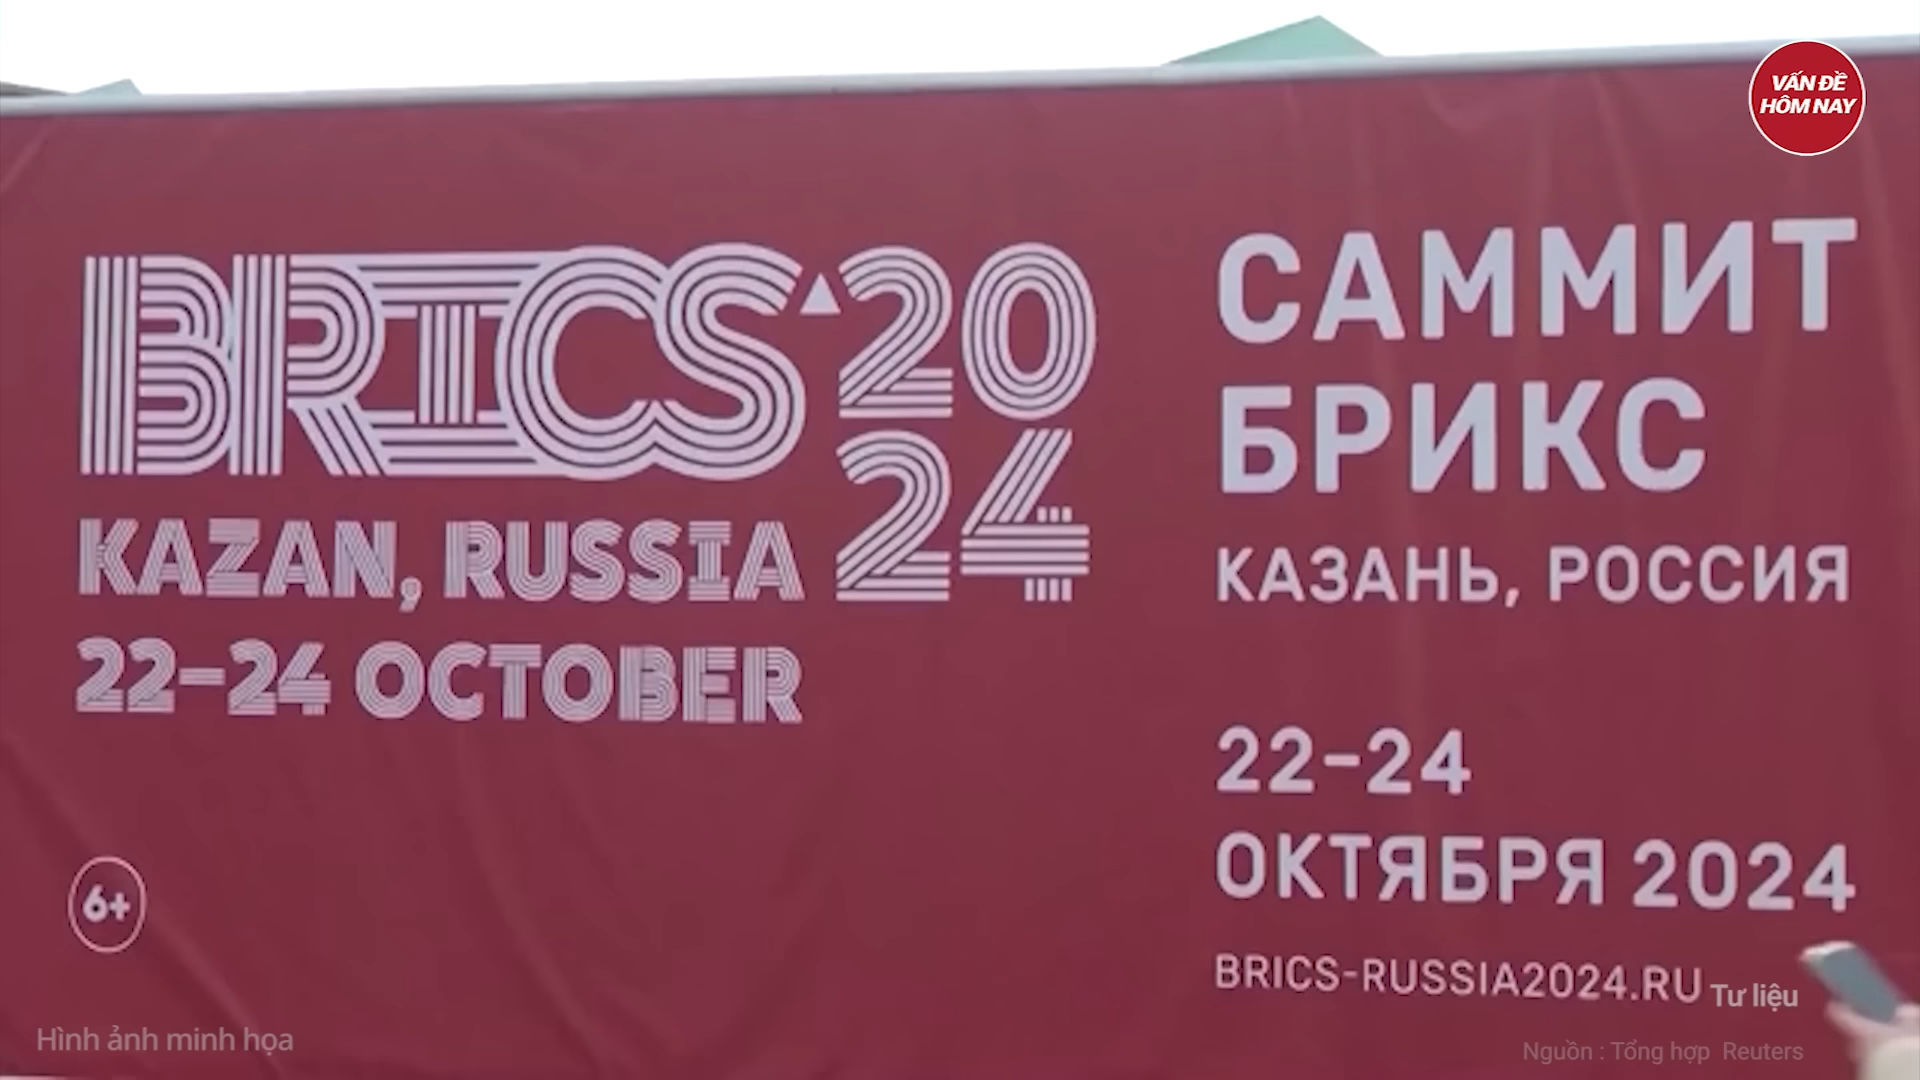 VẤN ĐỀ
HÔM NAY
BRICS 2024
KAZAN, RUSSIA
22–24 OCTOBER
6+
САММИТ
БРИКС
КАЗАНЬ, РОССИЯ
22–24
ОКТЯБРЯ 2024
BRICS-RUSSIA2024.RU
Tư liệu
Hình ảnh minh họa
Nguồn : Tổng hợp Reuters